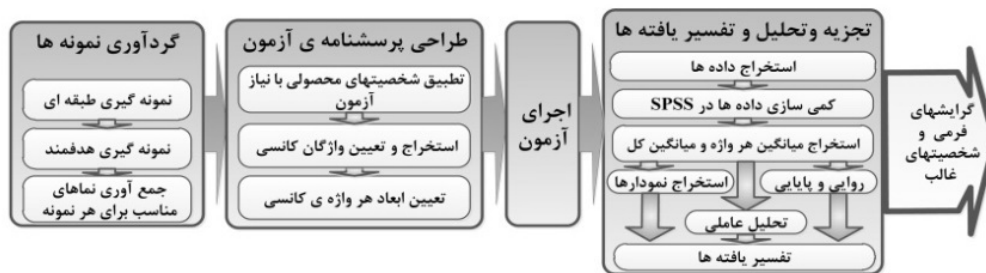 گردآوری نمونه ها
نمونه گیری طبقه ای
نمونه گیری هدفمند
جمع آوری نماهای
مناسب برای هر نمونه
طراحی پرسشنامه ی آزمون
تطبیق شخصیتهای محصولی با نیاز
آزمون
استخراج و تعیین واژگان کانسی
تعیین ابعاد هر واژه ی کانسی
اجرای
آزمون
تجزیه وتحلیل و تفسیر یافته ها
استخراج داده ها
کمی سازی داده ها در SPSS
استخراج میانگین هر واژه و میانگین کل
استخراج نمودارها
روایی و پایایی
تحلیل عاملی
تفسیر یافته ها
گرایشهای
فرمی و
شخصیتهای
غالب